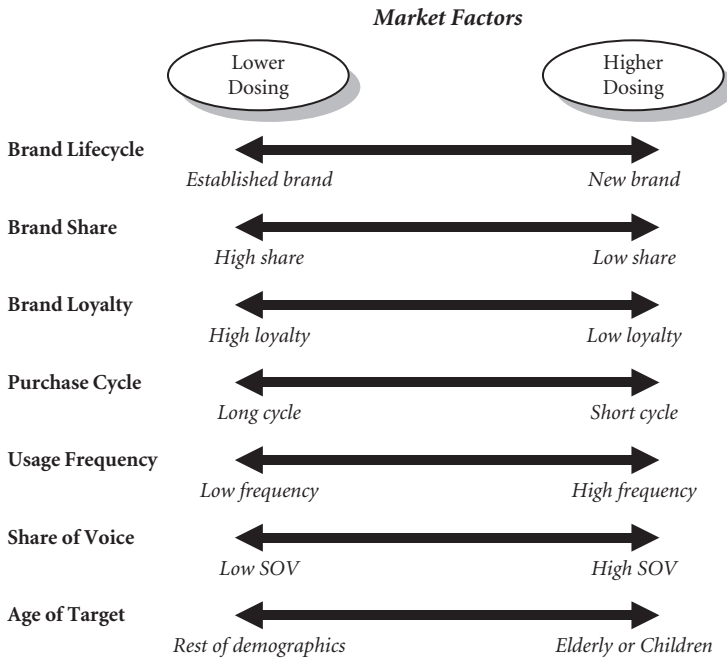 Market Factors
Lower
Dosing
Higher
Dosing
Brand Lifecycle
Established brand
New brand
Brand Share
High share
Low share
Brand Loyalty
High loyalty
Low loyalty
Purchase Cycle
Long cycle
Short cycle
Usage Frequency
Low frequency
High frequency
Share of Voice
Low SOV
High SOV
Age of Target
Rest of demographics
Elderly or Children